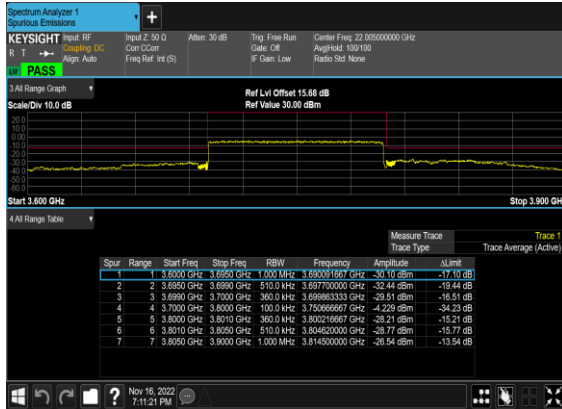 Spectrum Analyzer 1
Spurious Emissions
KEYSIGHT Input: RF Input Z: 50 Ω Atten: 30 dB Trig: Free Run Center Freq: 22.005000000 GHz
R T Coupling: DC Corr CCorr Gate: Off Avg|Hold: 100/100
Align: Auto Freq Ref: Int (S) IF Gain: Low Radio Std: None
PASS
3 All Range Graph Ref Lvl Offset 15.68 dB
Scale/Div 10.0 dB Ref Value 30.00 dBm
20.0
10.0
0.00
-10.0
-20.0
-30.0
-40.0
-50.0
-60.0
Start 3.600 GHz Stop 3.900 GH
4 All Range Table
Measure Trace Trace 1
Trace Type Trace Average (Active)
Spur Range Start Freq Stop Freq RBW Frequency Amplitude ΔLimit
1 1 3.6000 GHz 3.6950 GHz 1.000 MHz 3.690091667 GHz -30.10 dBm -17.10 dB
2 2 3.6950 GHz 3.6990 GHz 510.0 kHz 3.697700000 GHz -32.44 dBm -19.44 dB
3 3 3.6990 GHz 3.7000 GHz 360.0 kHz 3.699863333 GHz -29.51 dBm -16.51 dB
4 4 3.7000 GHz 3.8000 GHz 100.0 kHz 3.750666667 GHz -4.229 dBm -34.23 dB
5 5 3.8000 GHz 3.8010 GHz 360.0 kHz 3.800216667 GHz -28.21 dBm -15.21 dB
6 6 3.8010 GHz 3.8050 GHz 510.0 kHz 3.804620000 GHz -28.77 dBm -15.77 dB
7 7 3.8050 GHz 3.9000 GHz 1.000 MHz 3.814500000 GHz -26.54 dBm -13.54 dB
? Nov 16, 2022
7:11:21 PM